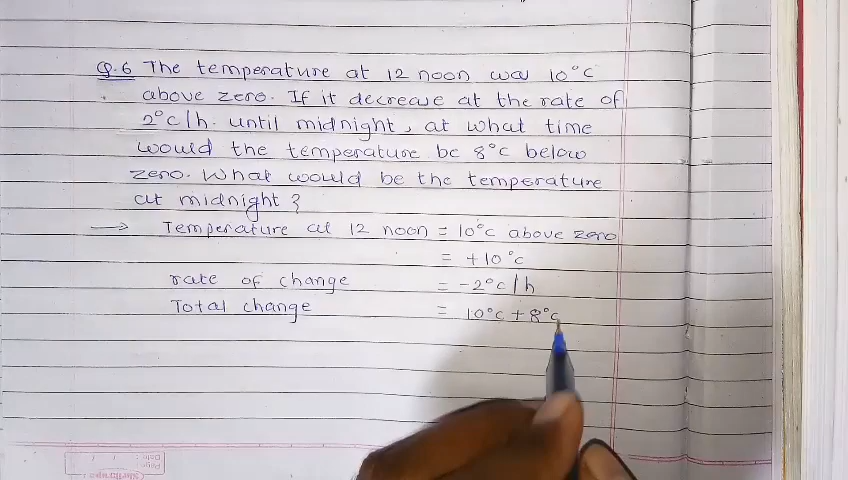 Q.6 The temperature at 12 noon was 10°C
above zero. If it decrease at the rate of
2°C/h. until midnight, at what time
would the temperature be 8°C below
zero. What would be the temperature
at midnight?
→ Temperature at 12 noon = 10°C above zero
= +10°C
rate of change = -2°C/h
Total change = 10°C + 8°C
Page
Date : / /